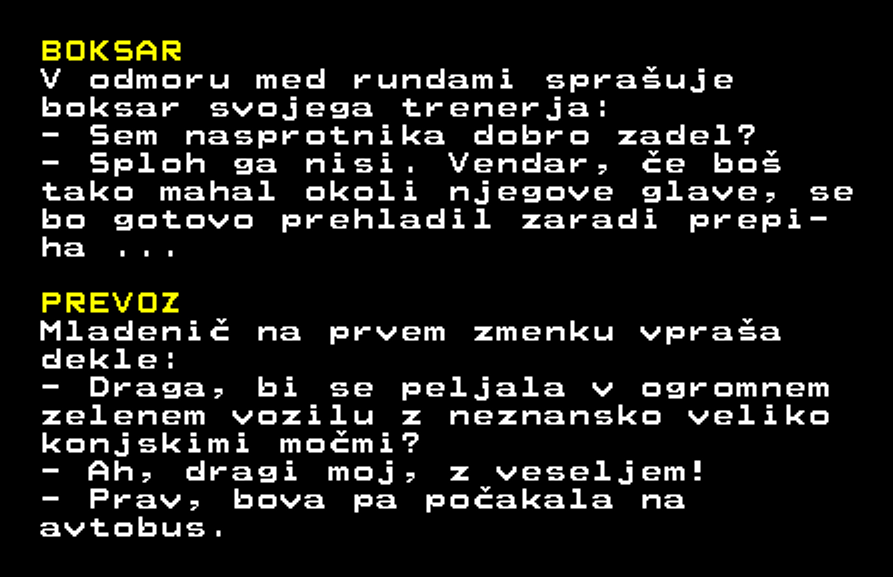 BOKSAR
V odmoru med rundami sprašuje
boksar svojega trenerja:
- Sem nasprotnika dobro zadel?
- Sploh ga nisi. Vendar, če boš
tako mahal okoli njegove glave, se
bo gotovo prehladil zaradi prepi-
ha ...
PREVOZ
Mladenič na prvem zmenku vpraša
dekle:
- Draga, bi se peljala v ogromnem
zelenem vozilu z neznansko veliko
konjskimi močmi?
- Ah, dragi moj, z veseljem!
- Prav, bova pa počakala na
avtobus.